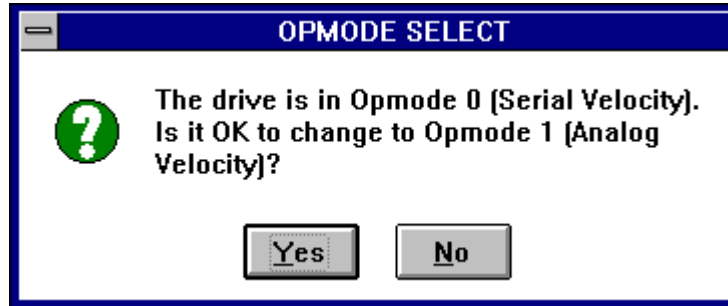 OPMODE SELECT
The drive is in Opmode 0 (Serial Velocity).
Is it OK to change to Opmode 1 (Analog
Velocity)?
Yes No